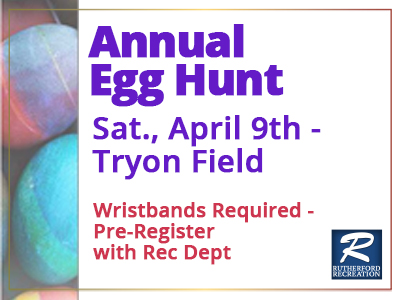 Annual
Egg Hunt
Sat., April 9th -
Tryon Field
Wristbands Required -
Pre-Register
with Rec Dept
R
RUTHERFORD
RECREATION